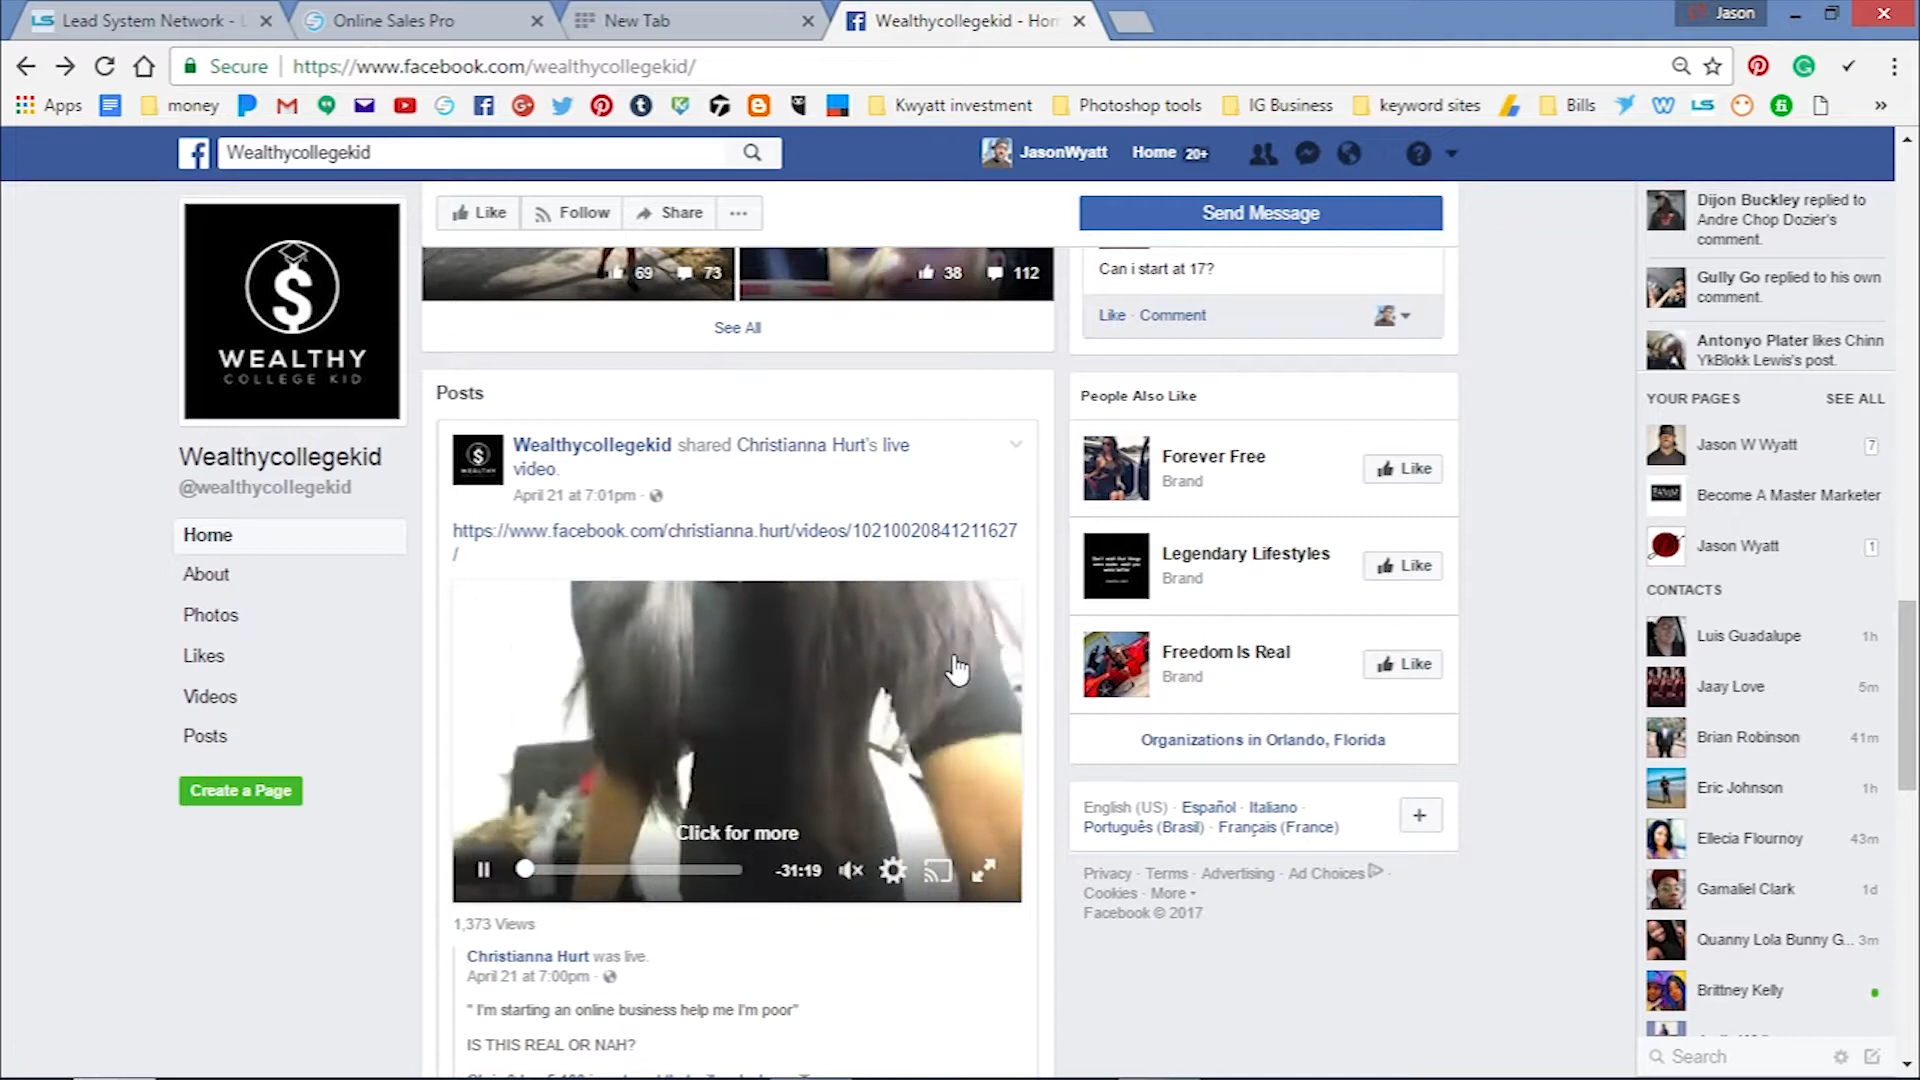 Lead System Network - L
Online Sales Pro
New Tab
Wealthycollegekid - Hom
Jason
Secure
https://www.facebook.com/wealthycollegekid/
Apps
money
Kwyatt investment
Photoshop tools
IG Business
keyword sites
Bills
Wealthycollegekid
JasonWyatt
Home 20+
WEALTHY
COLLEGE KID
Wealthycollegekid
@wealthycollegekid
Home
About
Photos
Likes
Videos
Posts
Create a Page
Like
Follow
Share
Send Message
69
73
38
112
See All
Posts
Wealthycollegekid shared Christianna Hurt's live
video.
April 21 at 7:01pm ·
https://www.facebook.com/christianna.hurt/videos/10210020841211627
/
Click for more
-31:19
1,373 Views
Christianna Hurt was live.
April 21 at 7:00pm ·
" I'm starting an online business help me I'm poor"
IS THIS REAL OR NAH?
Can i start at 17?
Like · Comment
People Also Like
Forever Free
Brand
Like
Legendary Lifestyles
Brand
Like
Freedom Is Real
Brand
Like
Organizations in Orlando, Florida
English (US) · Español · Italiano ·
Português (Brasil) · Français (France)
Privacy · Terms · Advertising · Ad Choices ·
Cookies · More
Facebook © 2017
Dijon Buckley replied to
Andre Chop Dozier's
comment.
Gully Go replied to his own
comment.
Antonyo Plater likes Chinn
YkBlokk Lewis's post.
YOUR PAGES
SEE ALL
Jason W Wyatt
7
Become A Master Marketer
Jason Wyatt
1
CONTACTS
Luis Guadalupe
1h
Jaay Love
5m
Brian Robinson
41m
Eric Johnson
1h
Ellecia Flournoy
43m
Gamaliel Clark
1d
Quanny Lola Bunny G...
3m
Brittney Kelly
Search